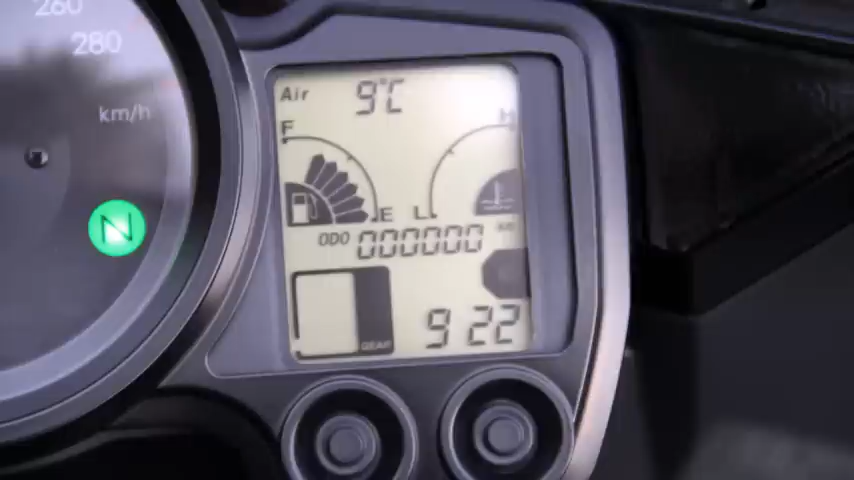 260
280
km/h
N
Air 9°C
F
H
E
L
ODO 000000
GEAR
9 22